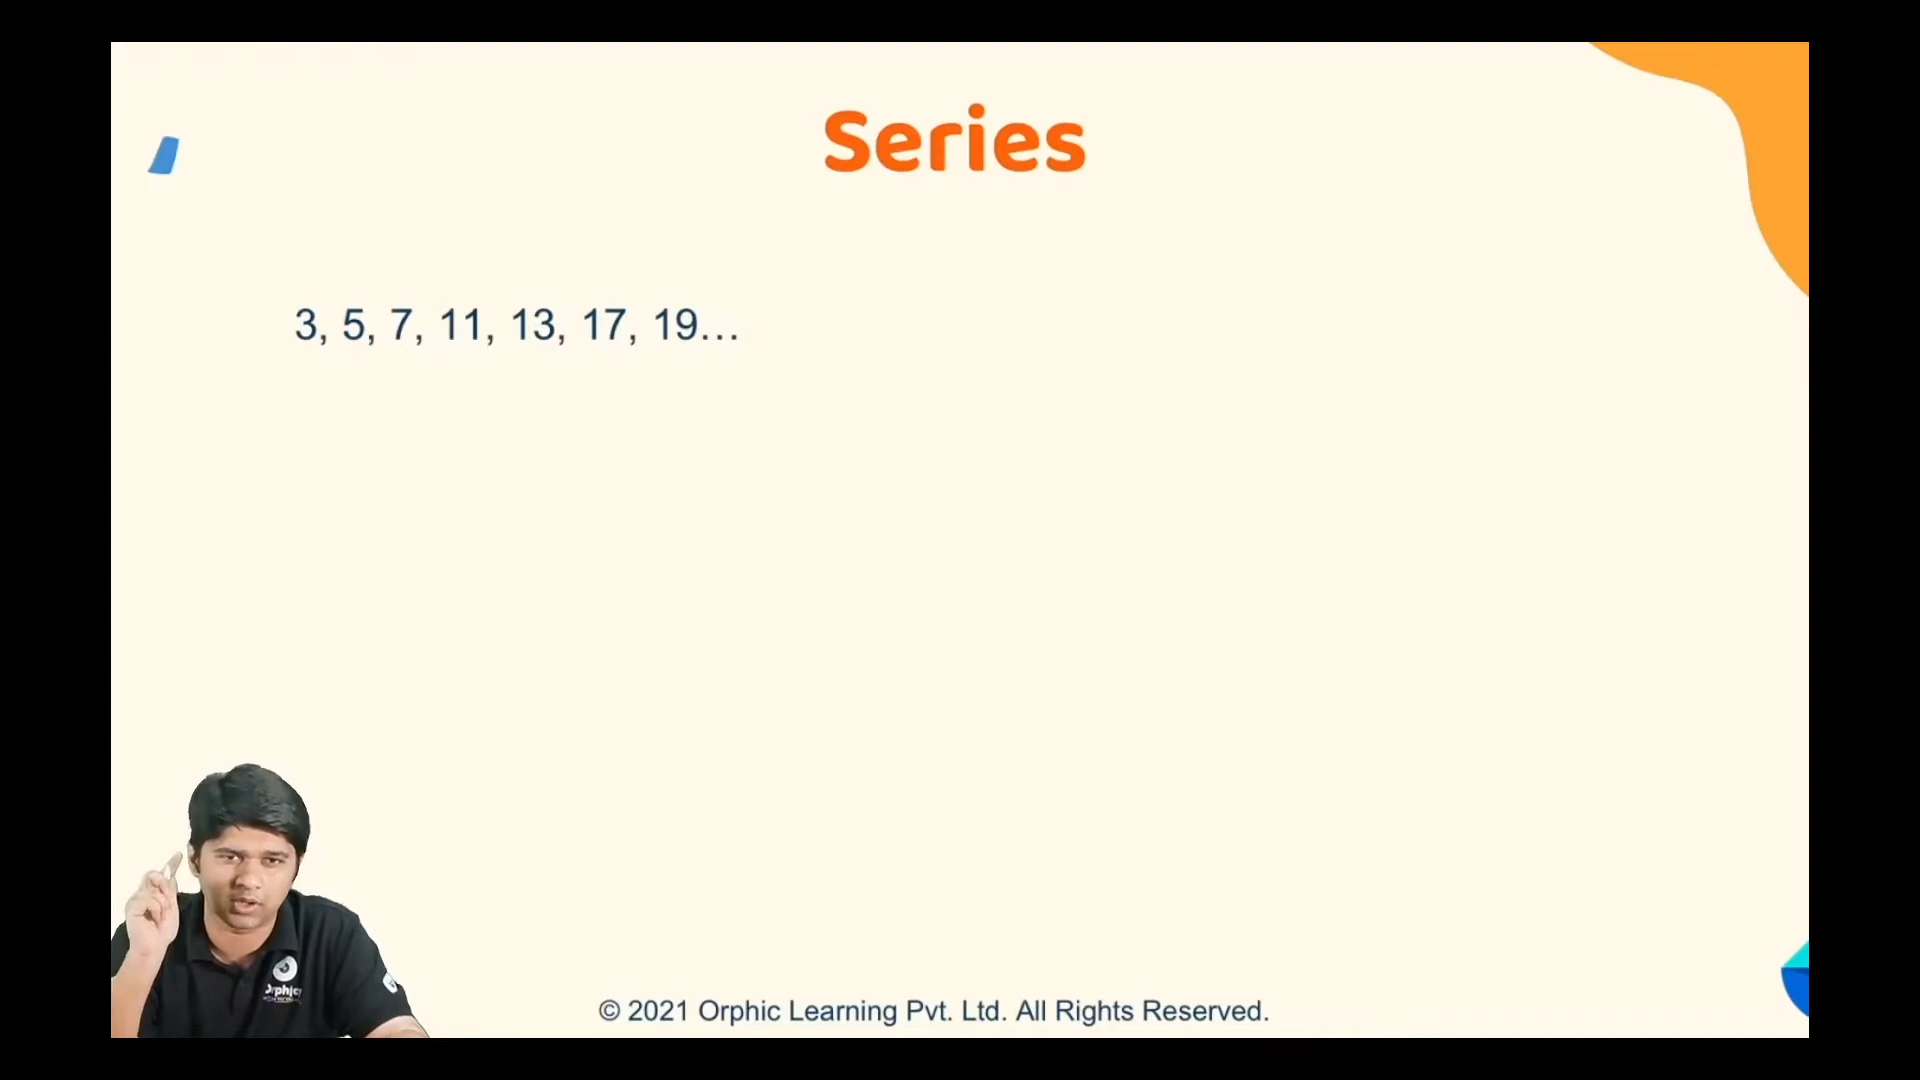 Series
3, 5, 7, 11, 13, 17, 19…
© 2021 Orphic Learning Pvt. Ltd. All Rights Reserved.